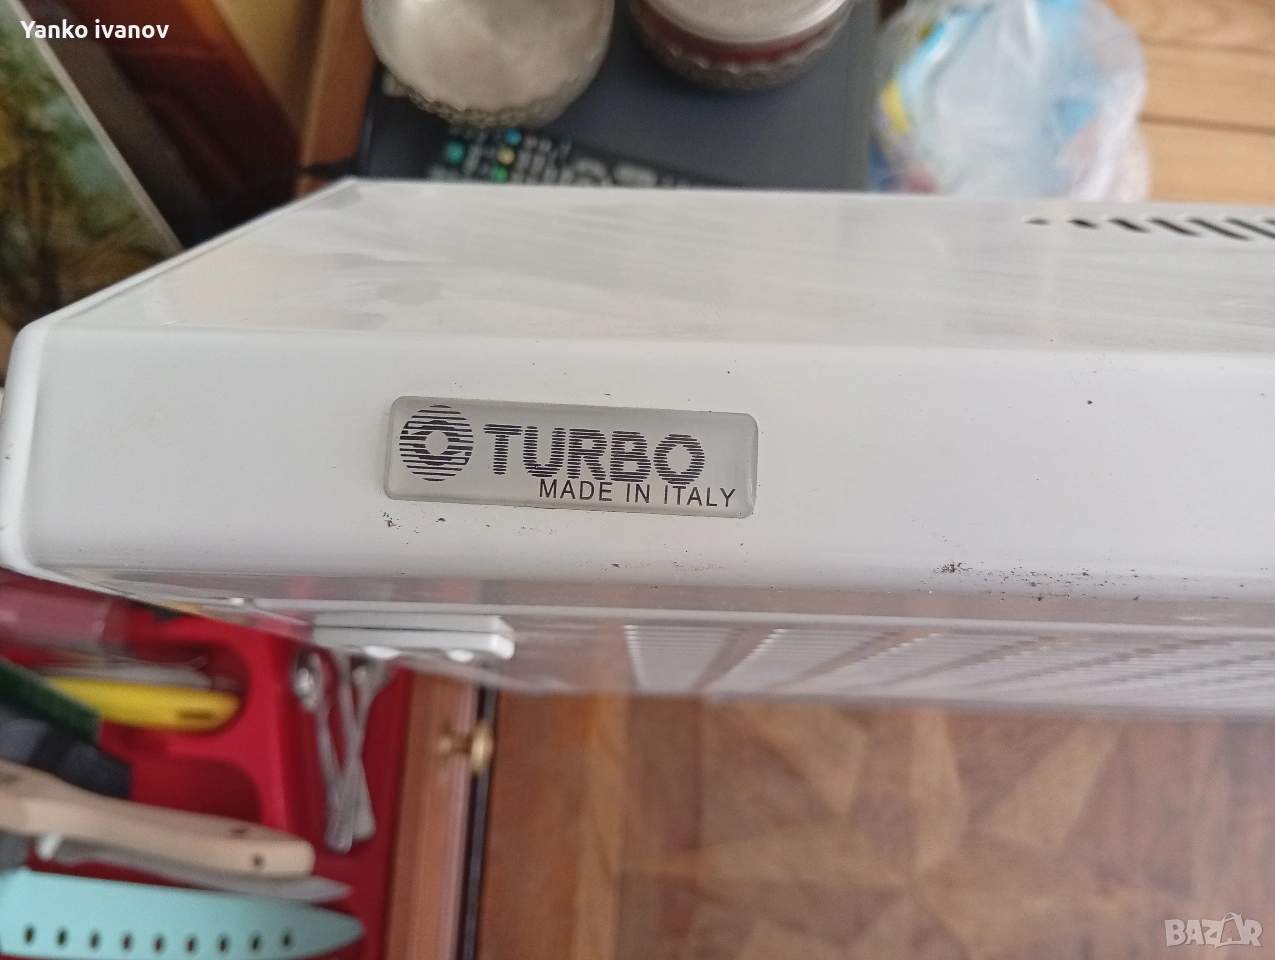 Yanko ivanov
TURBO
MADE IN ITALY
BAZAR